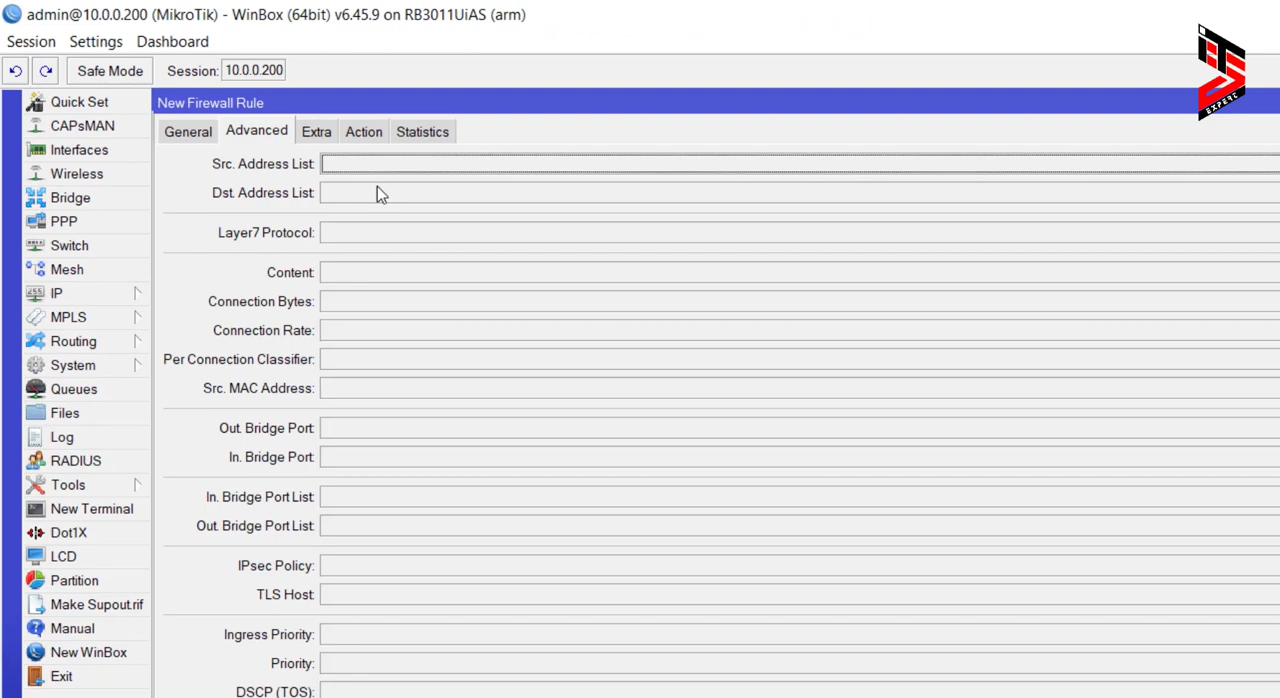 admin@10.0.0.200 (MikroTik) - WinBox (64bit) v6.45.9 on RB3011UiAS (arm)
Session Settings Dashboard
Safe Mode Session: 10.0.0.200
ITS
EXPERT
Quick Set
CAPsMAN
Interfaces
Wireless
Bridge
PPP
Switch
Mesh
255
IP
MPLS
Routing
System
Queues
Files
Log
RADIUS
Tools
New Terminal
Dot1X
LCD
Partition
Make Supout.rif
Manual
New WinBox
Exit
New Firewall Rule
General Advanced Extra Action Statistics
Src. Address List:
Dst. Address List:
Layer7 Protocol:
Content:
Connection Bytes:
Connection Rate:
Per Connection Classifier:
Src. MAC Address:
Out. Bridge Port:
In. Bridge Port:
In. Bridge Port List:
Out. Bridge Port List:
IPsec Policy:
TLS Host:
Ingress Priority:
Priority:
DSCP (TOS):